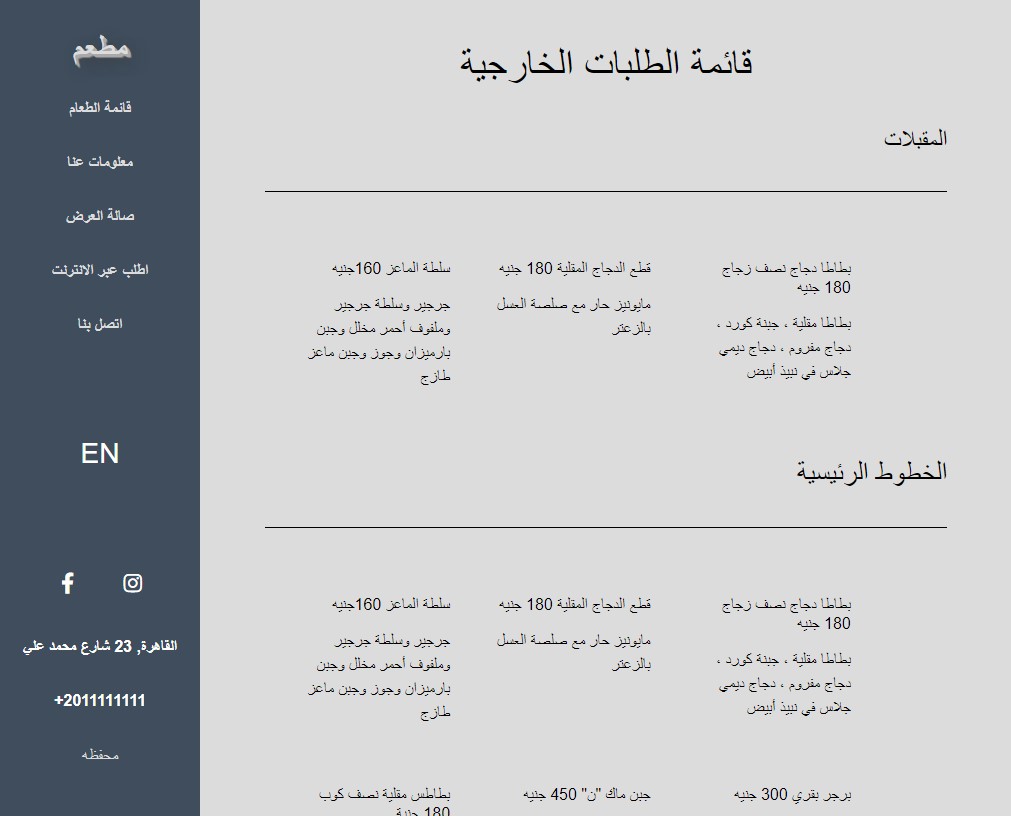 مطعم
قائمة الطعام
معلومات عنا
صالة العرض
اطلب عبر الانترنت
اتصل بنا
EN
القاهرة, 23 شارع محمد علي
+2011111111
محفظه
قائمة الطلبات الخارجية
المقبلات
بطاطا دجاج نصف زجاج
180 جنيه
بطاطا مقلية ، جبنة كورد ،
دجاج مفروم ، دجاج ديمي
جلاس في نبيذ أبيض
قطع الدجاج المقلية 180 جنيه
مايونيز حار مع صلصة العسل
بالزعتر
سلطة الماعز 160جنيه
جرجير وسلطة جرجير
وملفوف أحمر مخلل وجبن
بارميزان وجوز وجبن ماعز
طازج
الخطوط الرئيسية
بطاطا دجاج نصف زجاج
180 جنيه
بطاطا مقلية ، جبنة كورد ،
دجاج مفروم ، دجاج ديمي
جلاس في نبيذ أبيض
قطع الدجاج المقلية 180 جنيه
مايونيز حار مع صلصة العسل
بالزعتر
سلطة الماعز 160جنيه
جرجير وسلطة جرجير
وملفوف أحمر مخلل وجبن
بارميزان وجوز وجبن ماعز
طازج
برجر بقري 300 جنيه
جبن ماك "ن" 450 جنيه
بطاطس مقلية نصف كوب
180 جنيه